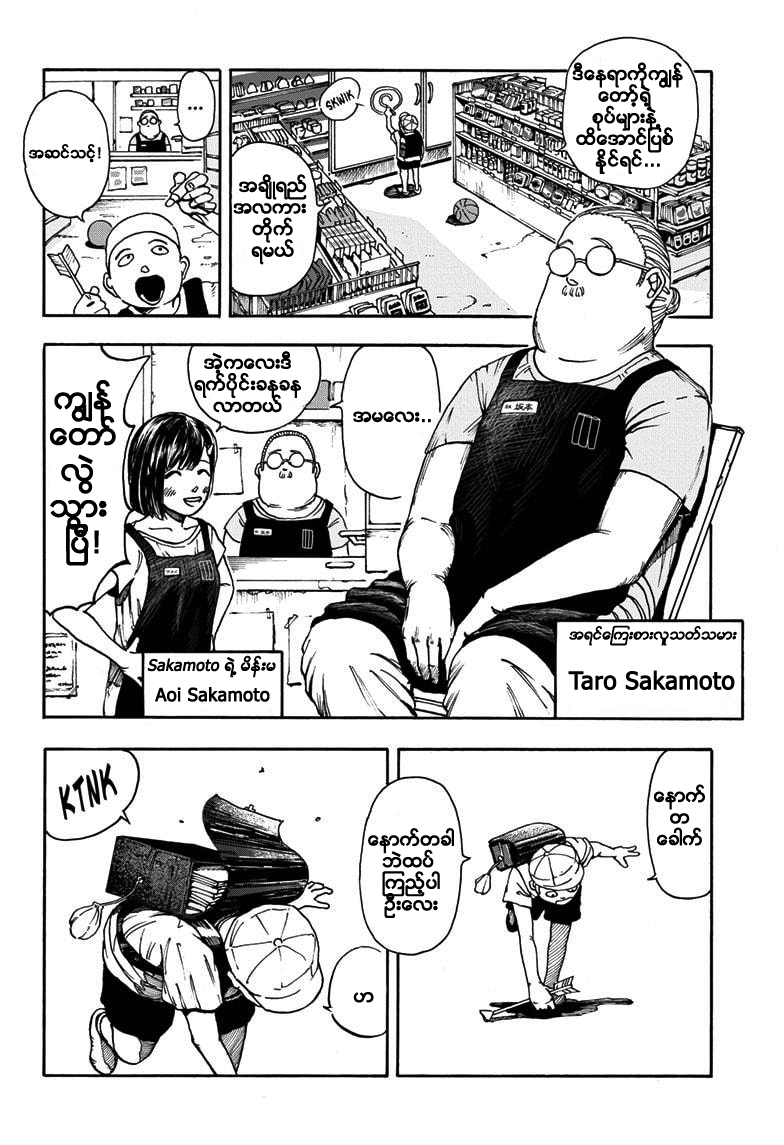 ဒီနေရာကိုကျွန်
တော့်ရဲ့
စုပ်မျှားနဲ့
ထိအောင်ပြစ်
နိုင်ရင်...
SKWIK
အချိုရည်
အလကား
တိုက်
ရမယ်
...
အဆင်သင့်!
အမလေး..
အဲ့ကလေးဒီ
ရက်ပိုင်းခနခန
လာတယ်
ကျွန်
တော်
လွဲ
သွား
ပြီ!
坂本
အရင်ကြေးစားလူသတ်သမား
Taro Sakamoto
Sakamoto ရဲ့ မိန်းမ
Aoi Sakamoto
နောက်
တ
ခေါက်
နောက်တခါ
ဘဲထပ်
ကြည့်ပါ
ဦးလေး
KTNK
ဟ